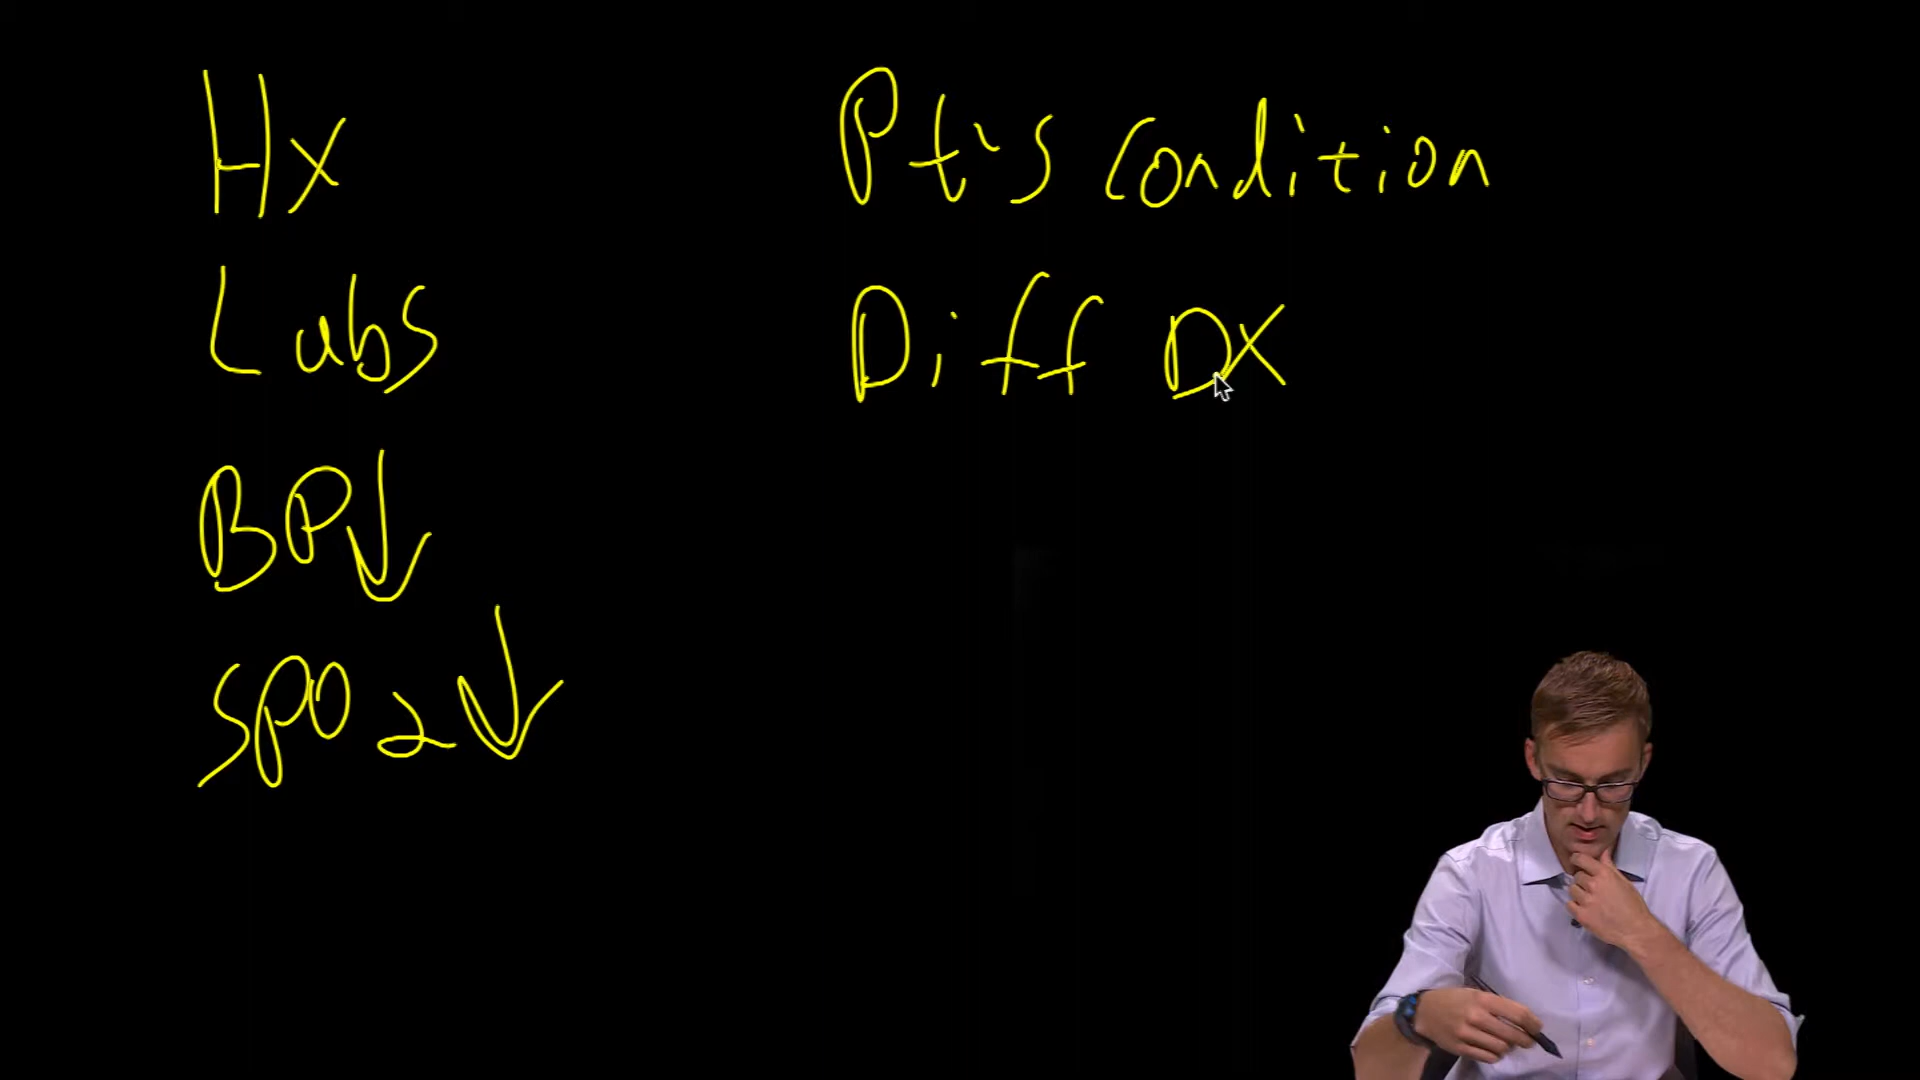 Hx
Labs
BP↓
SPO2↓
Pt's condition
Diff DX